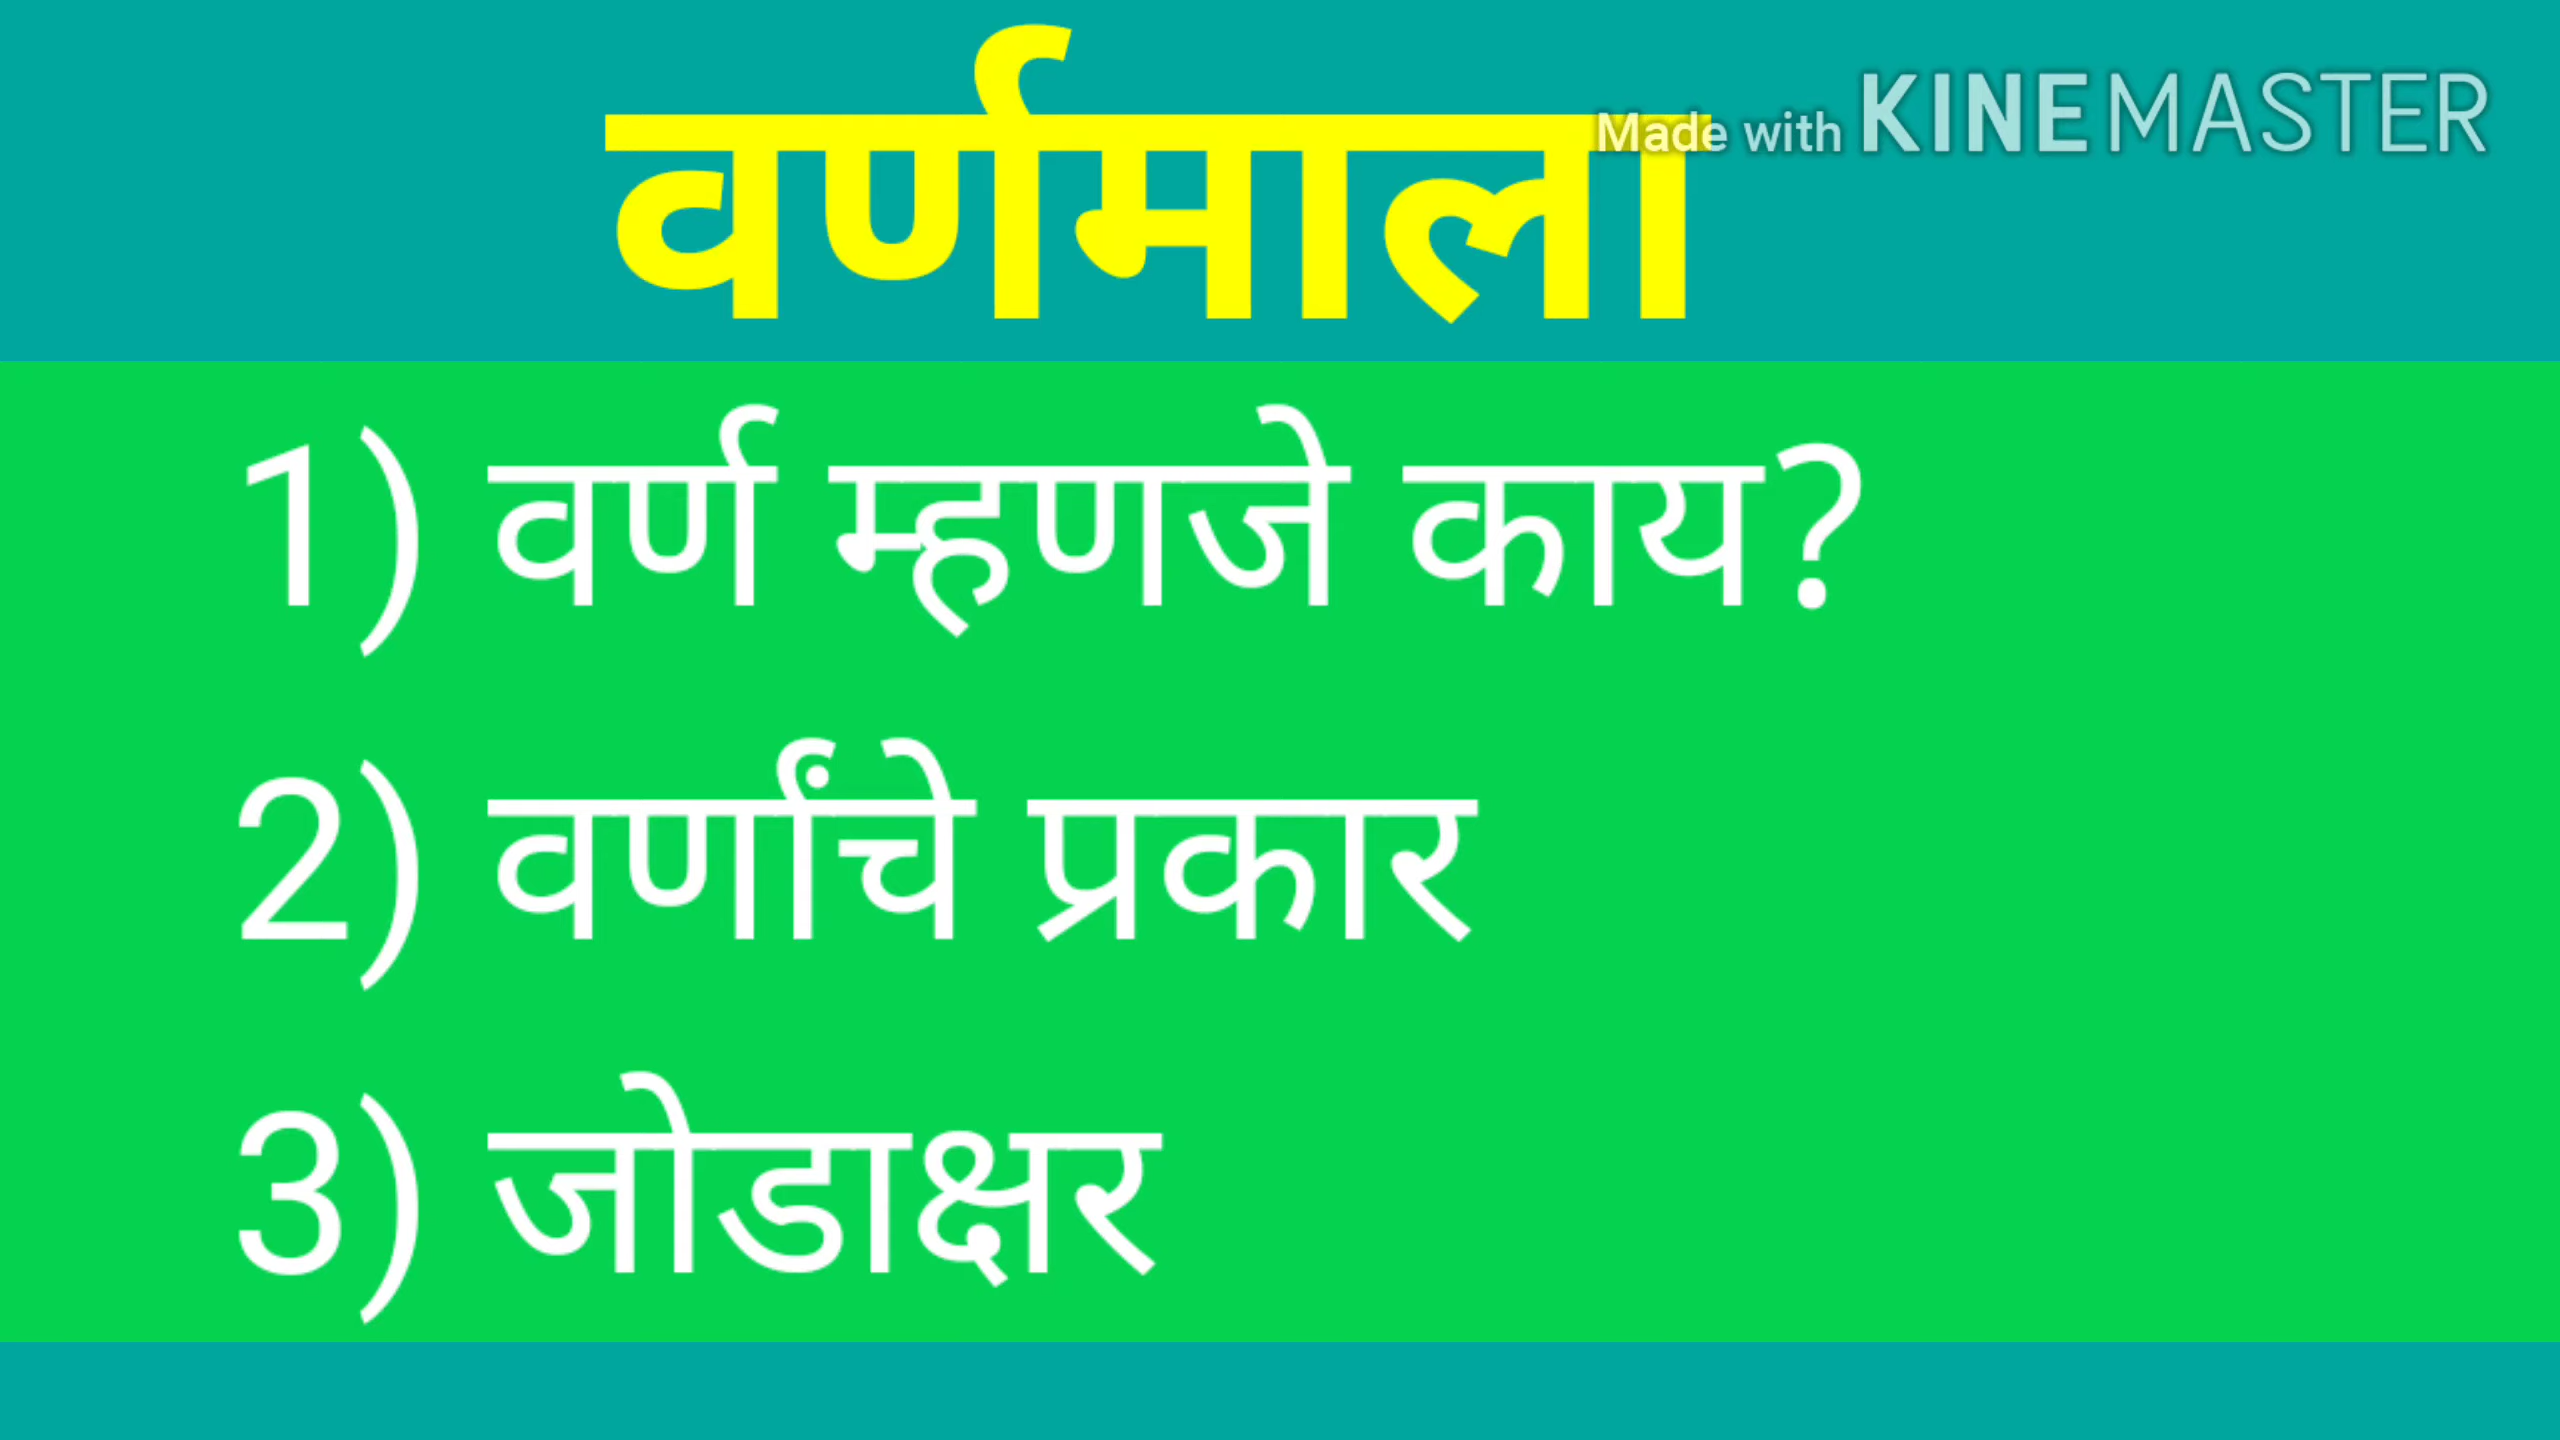 वर्णमाला
Made with KINEMASTER
1) वर्ण म्हणजे काय?
2) वर्णांचे प्रकार
3) जोडाक्षर